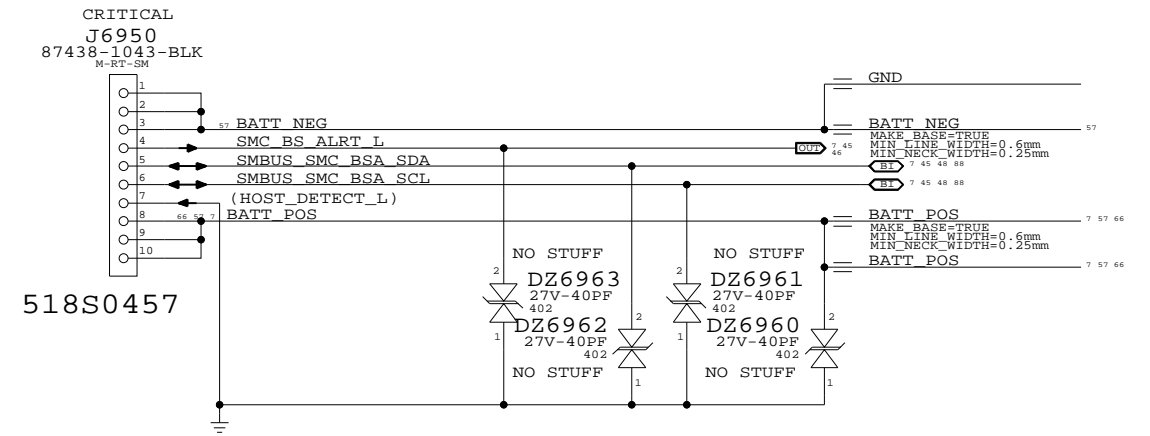 CRITICAL
J6950
87438-1043-BLK
M-RT-SM
1
2
3
4
5
6
7
8
9
10
518S0457
57 BATT_NEG
SMC_BS_ALRT_L
SMBUS_SMC_BSA_SDA
SMBUS_SMC_BSA_SCL
(HOST_DETECT_L)
66 57 7 BATT_POS
GND
BATT_NEG 57
MAKE_BASE=TRUE
MIN_LINE_WIDTH=0.6mm
MIN_NECK_WIDTH=0.25mm
OUT 7 45
46
BI 7 45 48 88
BI 7 45 48 88
BATT_POS 7 57 66
MAKE_BASE=TRUE
MIN_LINE_WIDTH=0.6mm
MIN_NECK_WIDTH=0.25mm
BATT_POS 7 57 66
NO STUFF
2
DZ6963
27V-40PF
402
1
DZ6962
27V-40PF
402
2
1
NO STUFF
NO STUFF
2
DZ6961
27V-40PF
402
1
DZ6960
27V-40PF
402
2
1
NO STUFF